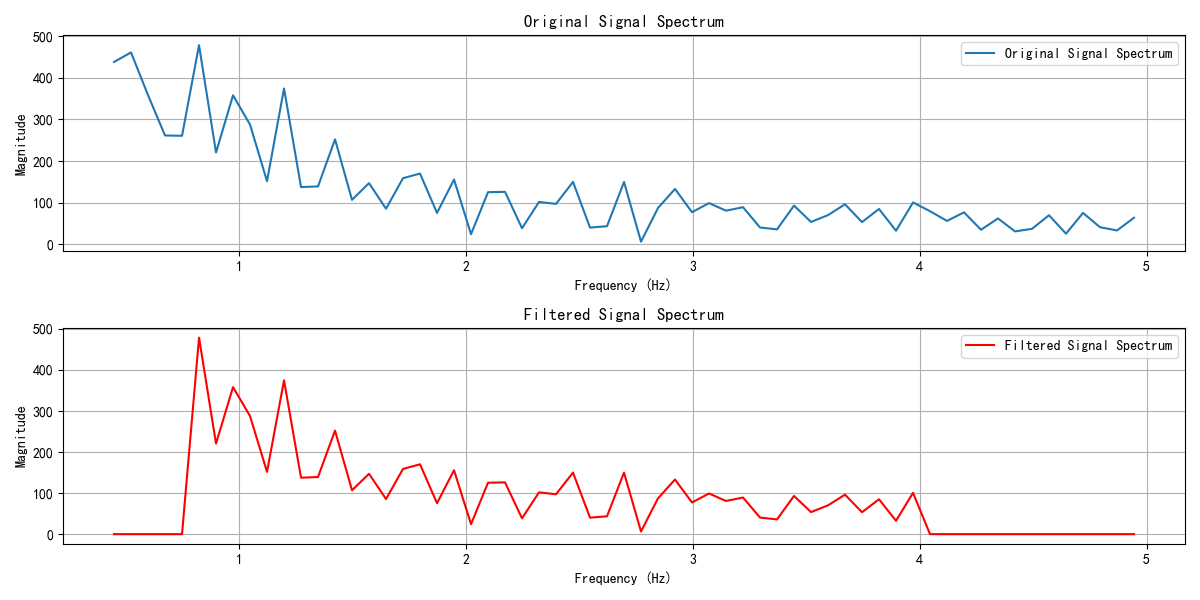 Original Signal Spectrum
500
400
300
200
100
0
Magnitude
Original Signal Spectrum
1 2 3 4 5
Frequency (Hz)
Filtered Signal Spectrum
500
400
300
200
100
0
Magnitude
Filtered Signal Spectrum
1 2 3 4 5
Frequency (Hz)